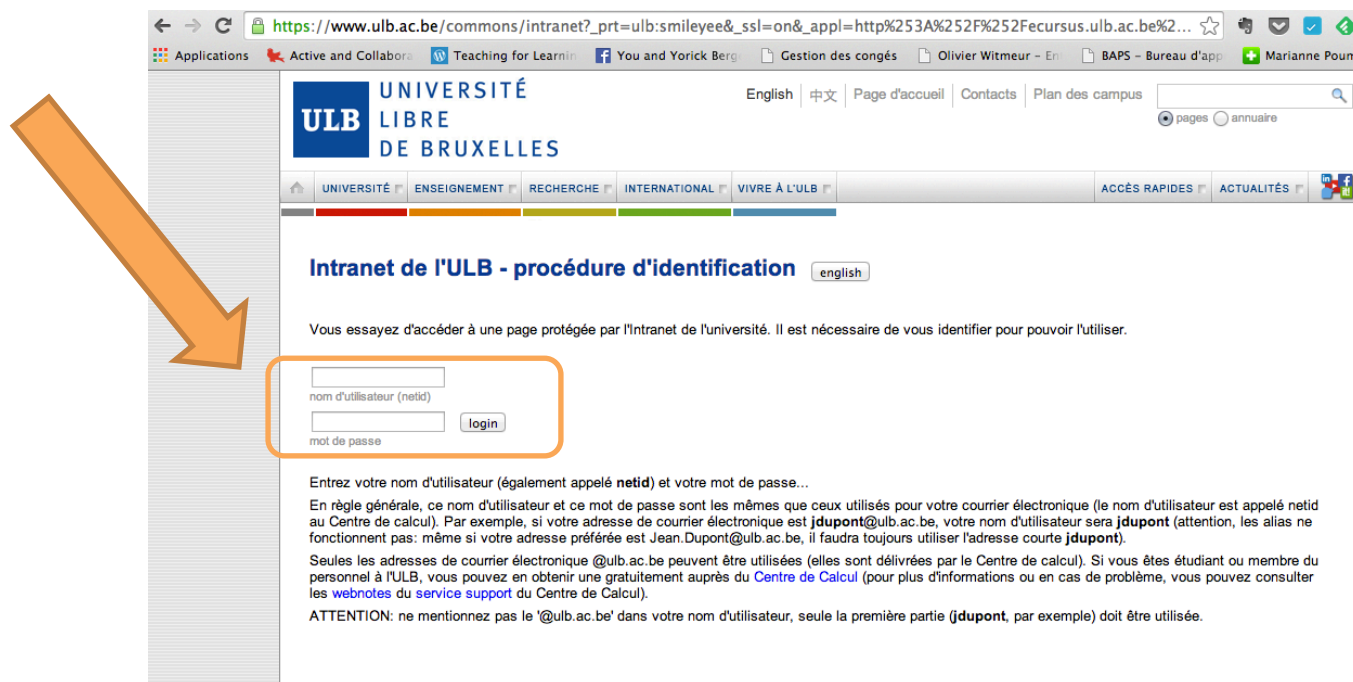 https://www.ulb.ac.be/commons/intranet?_prt=ulb:smileyee&_ssl=on&_appl=http%253A%252F%252Fecursus.ulb.ac.be%2...
Applications Active and Collabora Teaching for Learnin You and Yorick Berg Gestion des congés Olivier Witmeur – En BAPS – Bureau d'app Marianne Poum
ULB
UNIVERSITÉ
LIBRE
DE BRUXELLES
English 中文 Page d'accueil Contacts Plan des campus
pages annuaire
UNIVERSITÉ ENSEIGNEMENT RECHERCHE INTERNATIONAL VIVRE À L'ULB ACCÈS RAPIDES ACTUALITÉS
Intranet de l'ULB - procédure d'identification english
Vous essayez d'accéder à une page protégée par l'Intranet de l'université. Il est nécessaire de vous identifier pour pouvoir l'utiliser.
nom d'utilisateur (netid)
login
mot de passe
Entrez votre nom d'utilisateur (également appelé netid) et votre mot de passe...
En règle générale, ce nom d'utilisateur et ce mot de passe sont les mêmes que ceux utilisés pour votre courrier électronique (le nom d'utilisateur est appelé netid
au Centre de calcul). Par exemple, si votre adresse de courrier électronique est jdupont@ulb.ac.be, votre nom d'utilisateur sera jdupont (attention, les alias ne
fonctionnent pas: même si votre adresse préférée est Jean.Dupont@ulb.ac.be, il faudra toujours utiliser l'adresse courte jdupont).
Seules les adresses de courrier électronique @ulb.ac.be peuvent être utilisées (elles sont délivrées par le Centre de calcul). Si vous êtes étudiant ou membre du
personnel à l'ULB, vous pouvez en obtenir une gratuitement auprès du Centre de Calcul (pour plus d'informations ou en cas de problème, vous pouvez consulter
les webnotes du service support du Centre de Calcul).
ATTENTION: ne mentionnez pas le '@ulb.ac.be' dans votre nom d'utilisateur, seule la première partie (jdupont, par exemple) doit être utilisée.